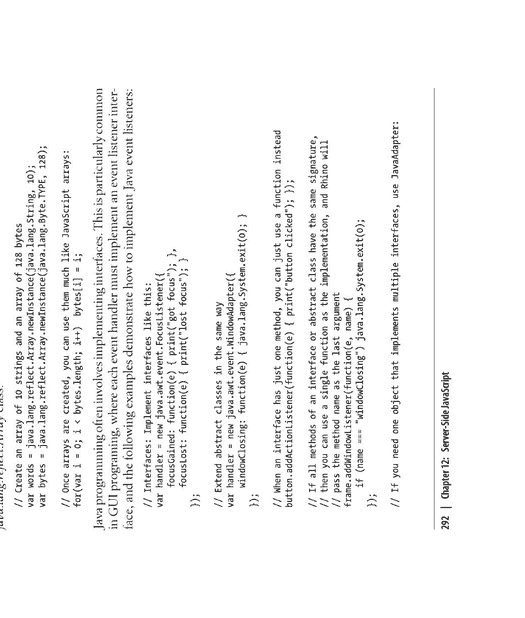 java.lang.reflect.Array class:
// Create an array of 10 strings and an array of 128 bytes
var words = java.lang.reflect.Array.newInstance(java.lang.String, 10);
var bytes = java.lang.reflect.Array.newInstance(java.lang.Byte.TYPE, 128);
// Once arrays are created, you can use them much like JavaScript arrays:
for(var i = 0; i < bytes.length; i++) bytes[i] = i;
Java programming often involves implementing interfaces. This is particularly common
in GUI programing, where each event handler must implement an event listener inter-
face, and the following examples demonstrate how to implement Java event listeners:
// Interfaces: Implement interfaces like this:
var handler = new java.awt.event.FocusListener({
focusGained: function(e) { print("got focus"); },
focusLost: function(e) { print("lost focus"); }
});
// Extend abstract classes in the same way
var handler = new java.awt.event.WindowAdapter({
windowClosing: function(e) { java.lang.System.exit(0); }
});
// When an interface has just one method, you can just use a function instead
button.addActionListener(function(e) { print("button clicked"); });
// If all methods of an interface or abstract class have the same signature,
// then you can use a single function as the implementation, and Rhino will
// pass the method name as the last argument
frame.addWindowListener(function(e, name) {
if (name === "windowClosing") java.lang.System.exit(0);
});
// If you need one object that implements multiple interfaces, use JavaAdapter:
292 | Chapter 12: Server-Side JavaScript